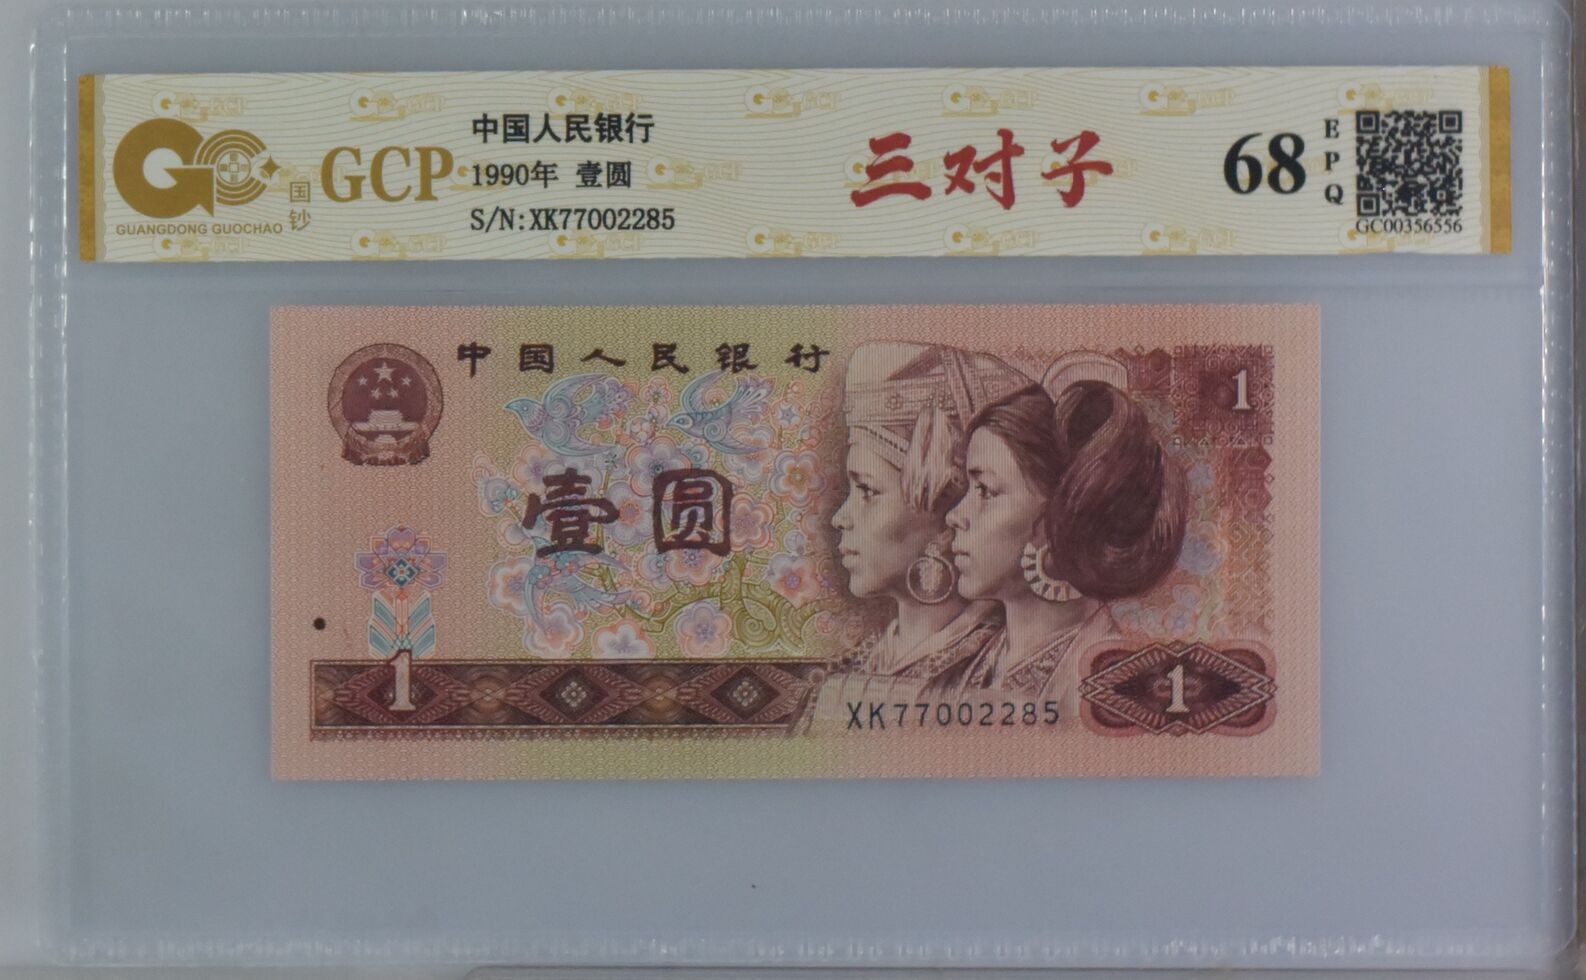 GCP
国钞
GUANGDONG GUOCHAO
中国人民银行
1990年 壹圆
S/N:XK77002285
三对子
68
EPQ
GC00356556
中国人民银行
1
壹圆
1
XK77002285
1